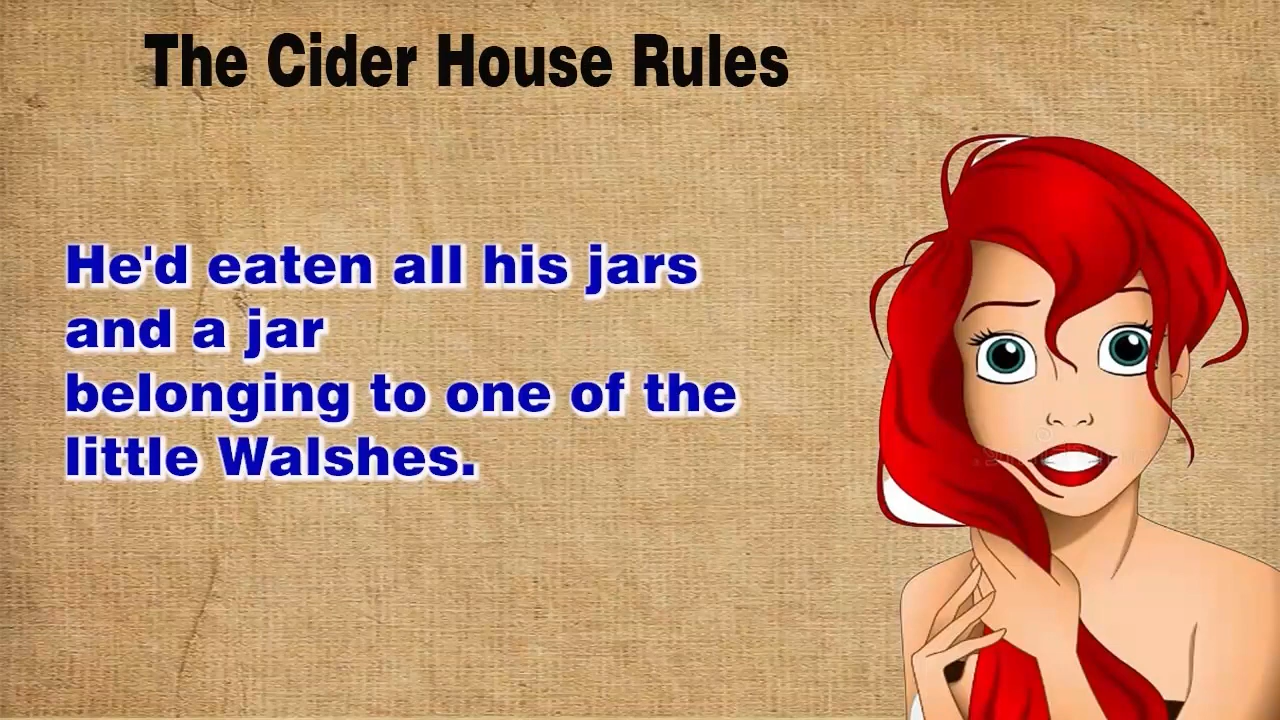 The Cider House Rules
He'd eaten all his jars
and a jar
belonging to one of the
little Walshes.